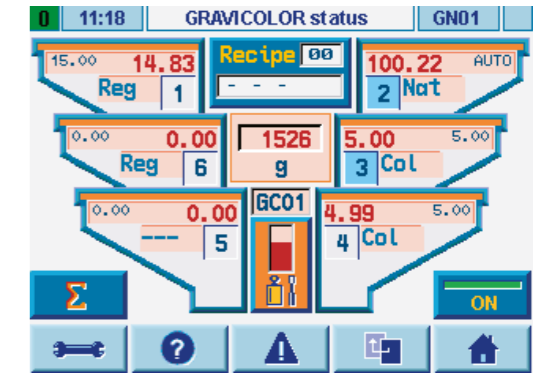 0 11:18 GRAVICOLOR status GN01
15.00 14.83 Recipe 00 100.22 AUTO
Reg 1 - - - 2 Nat
0.00 0.00 1526 5.00 5.00
Reg 6 g 3 Col
0.00 0.00 GC01 4.99 5.00
--- 5 4 Col
Σ ON
?